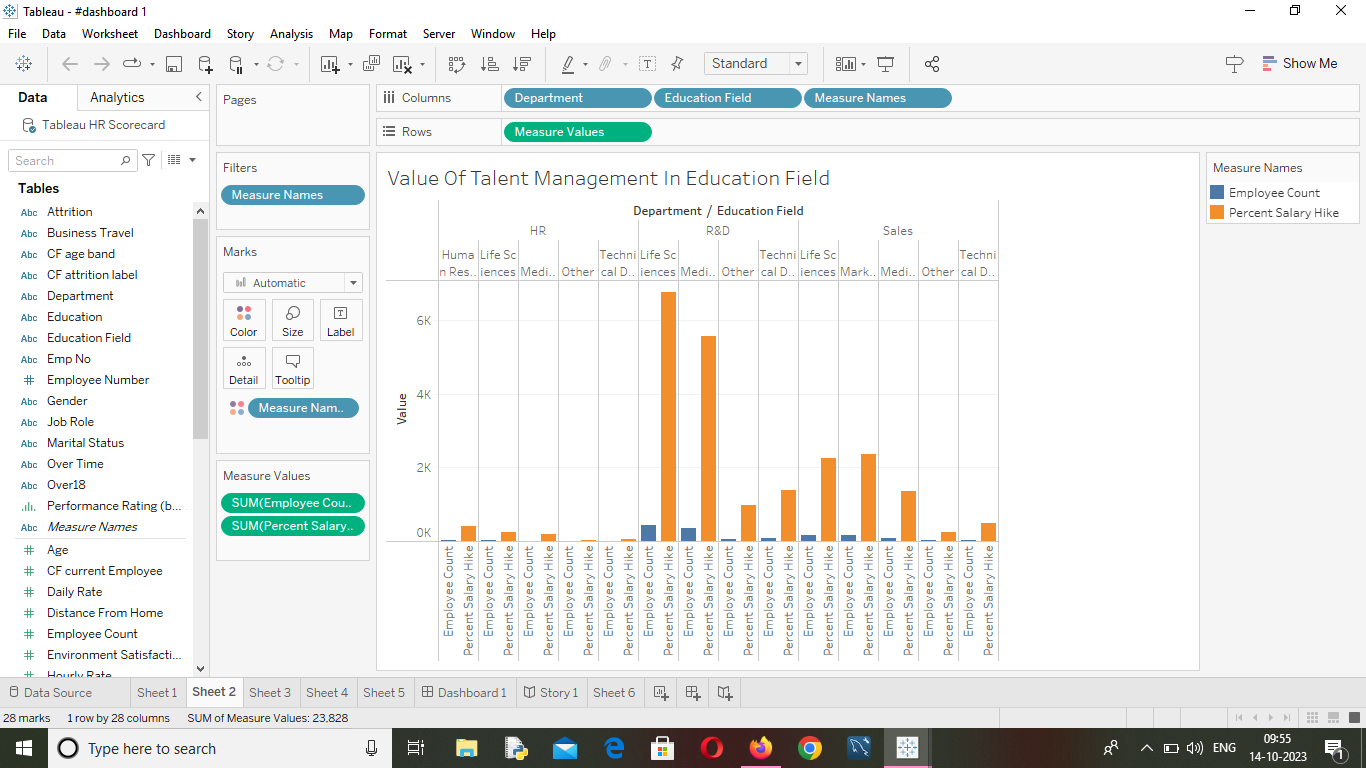 Tableau - #dashboard 1
File Data Worksheet Dashboard Story Analysis Map Format Server Window Help
Standard
Show Me
Data Analytics
Tableau HR Scorecard
Search
Tables
Abc Attrition
Abc Business Travel
Abc CF age band
Abc CF attrition label
Abc Department
Abc Education
Abc Education Field
Abc Emp No
# Employee Number
Abc Gender
Abc Job Role
Abc Marital Status
Abc Over Time
Abc Over18
Performance Rating (b...
Abc Measure Names
# Age
# CF current Employee
# Daily Rate
# Distance From Home
# Employee Count
# Environment Satisfacti...
# Hourly Rate
Pages
Filters
Measure Names
Marks
Automatic
Color Size Label
Detail Tooltip
Measure Nam..
Measure Values
SUM(Employee Cou..
SUM(Percent Salary..
Columns Department Education Field Measure Names
Rows Measure Values
Value Of Talent Management In Education Field
Department / Education Field
HR R&D Sales
Huma Life Sc Techni Life Sc Techni Life Sc Techni
n Res.. iences Medi.. Other cal D.. iences Medi.. Other cal D.. iences Mark.. Medi.. Other cal D..
Value
6K
4K
2K
0K
Employee Count
Percent Salary Hike
Employee Count
Percent Salary Hike
Employee Count
Percent Salary Hike
Employee Count
Percent Salary Hike
Employee Count
Percent Salary Hike
Employee Count
Percent Salary Hike
Employee Count
Percent Salary Hike
Employee Count
Percent Salary Hike
Employee Count
Percent Salary Hike
Employee Count
Percent Salary Hike
Employee Count
Percent Salary Hike
Employee Count
Percent Salary Hike
Employee Count
Percent Salary Hike
Employee Count
Percent Salary Hike
Measure Names
Employee Count
Percent Salary Hike
Data Source Sheet 1 Sheet 2 Sheet 3 Sheet 4 Sheet 5 Dashboard 1 Story 1 Sheet 6
28 marks 1 row by 28 columns SUM of Measure Values: 23,828
Type here to search
ENG
09:55
14-10-2023
1